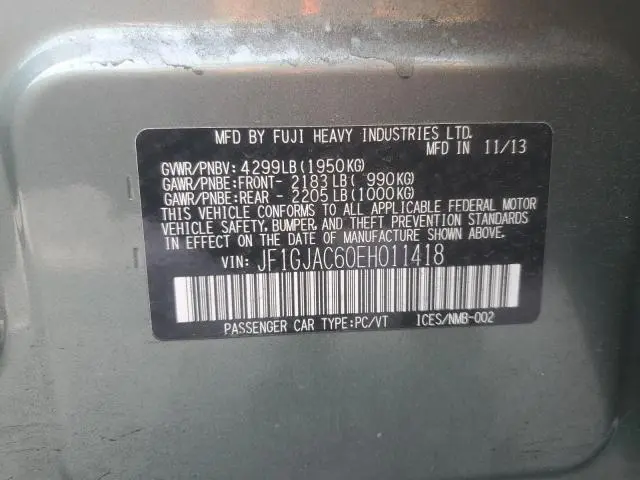 MFD BY FUJI HEAVY INDUSTRIES LTD.
MFD IN 11/13
GVWR/PNBV: 4299LB(1950KG)
GAWR/PNBE:FRONT- 2183 LB( 990KG)
GAWR/PNBE:REAR - 2205 LB(1000KG)
THIS VEHICLE CONFORMS TO ALL APPLICABLE FEDERAL MOTOR
VEHICLE SAFETY, BUMPER, AND THEFT PREVENTION STANDARDS
IN EFFECT ON THE DATE OF MANUFACTURE SHOWN ABOVE.
VIN: JF1GJAC60EH011418
PASSENGER CAR TYPE:PC/VT ICES/NMB-002